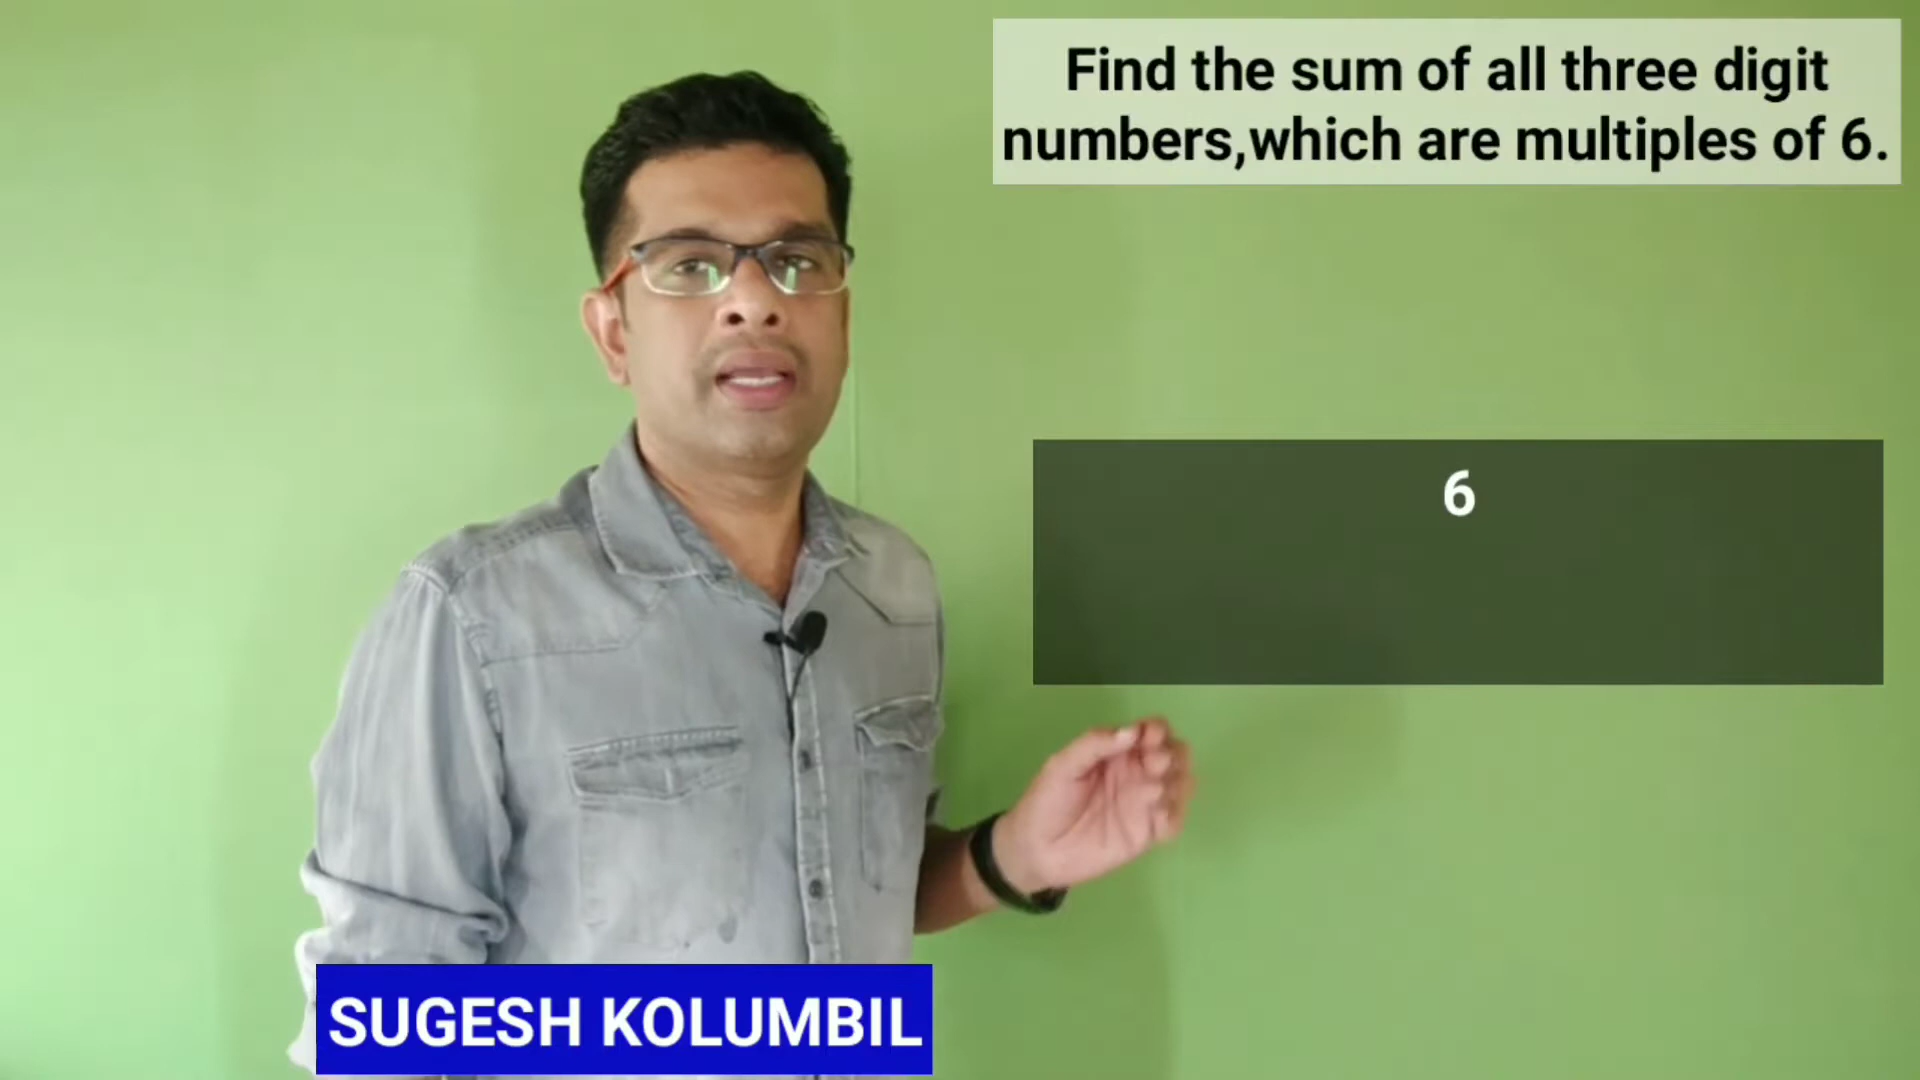 Find the sum of all three digit
numbers,which are multiples of 6.
6
SUGESH KOLUMBIL